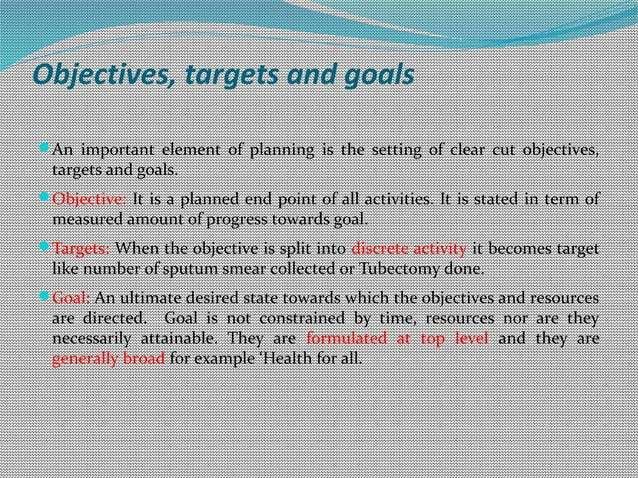 Objectives, targets and goals
An important element of planning is the setting of clear cut objectives,
targets and goals.
Objective: It is a planned end point of all activities. It is stated in term of
measured amount of progress towards goal.
Targets: When the objective is split into discrete activity it becomes target
like number of sputum smear collected or Tubectomy done.
Goal: An ultimate desired state towards which the objectives and resources
are directed. Goal is not constrained by time, resources nor are they
necessarily attainable. They are formulated at top level and they are
generally broad for example 'Health for all.